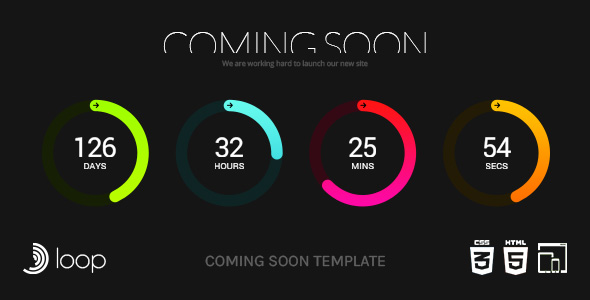 COMING SOON
We are working hard to launch our new site
126
DAYS
32
HOURS
25
MINS
54
SECS
loop
COMING SOON TEMPLATE
CSS
3
HTML
5